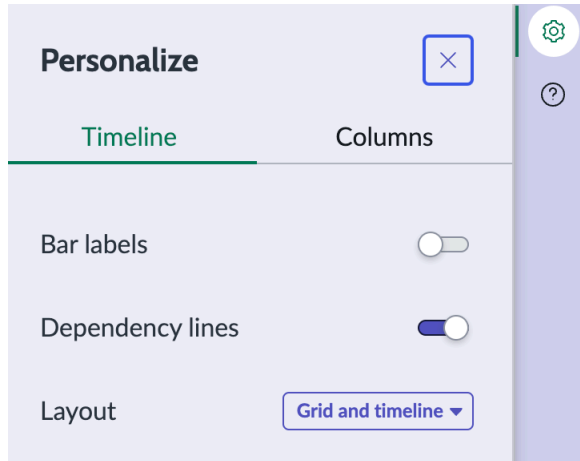 Personalize
Timeline Columns
Bar labels
Dependency lines
Layout Grid and timeline